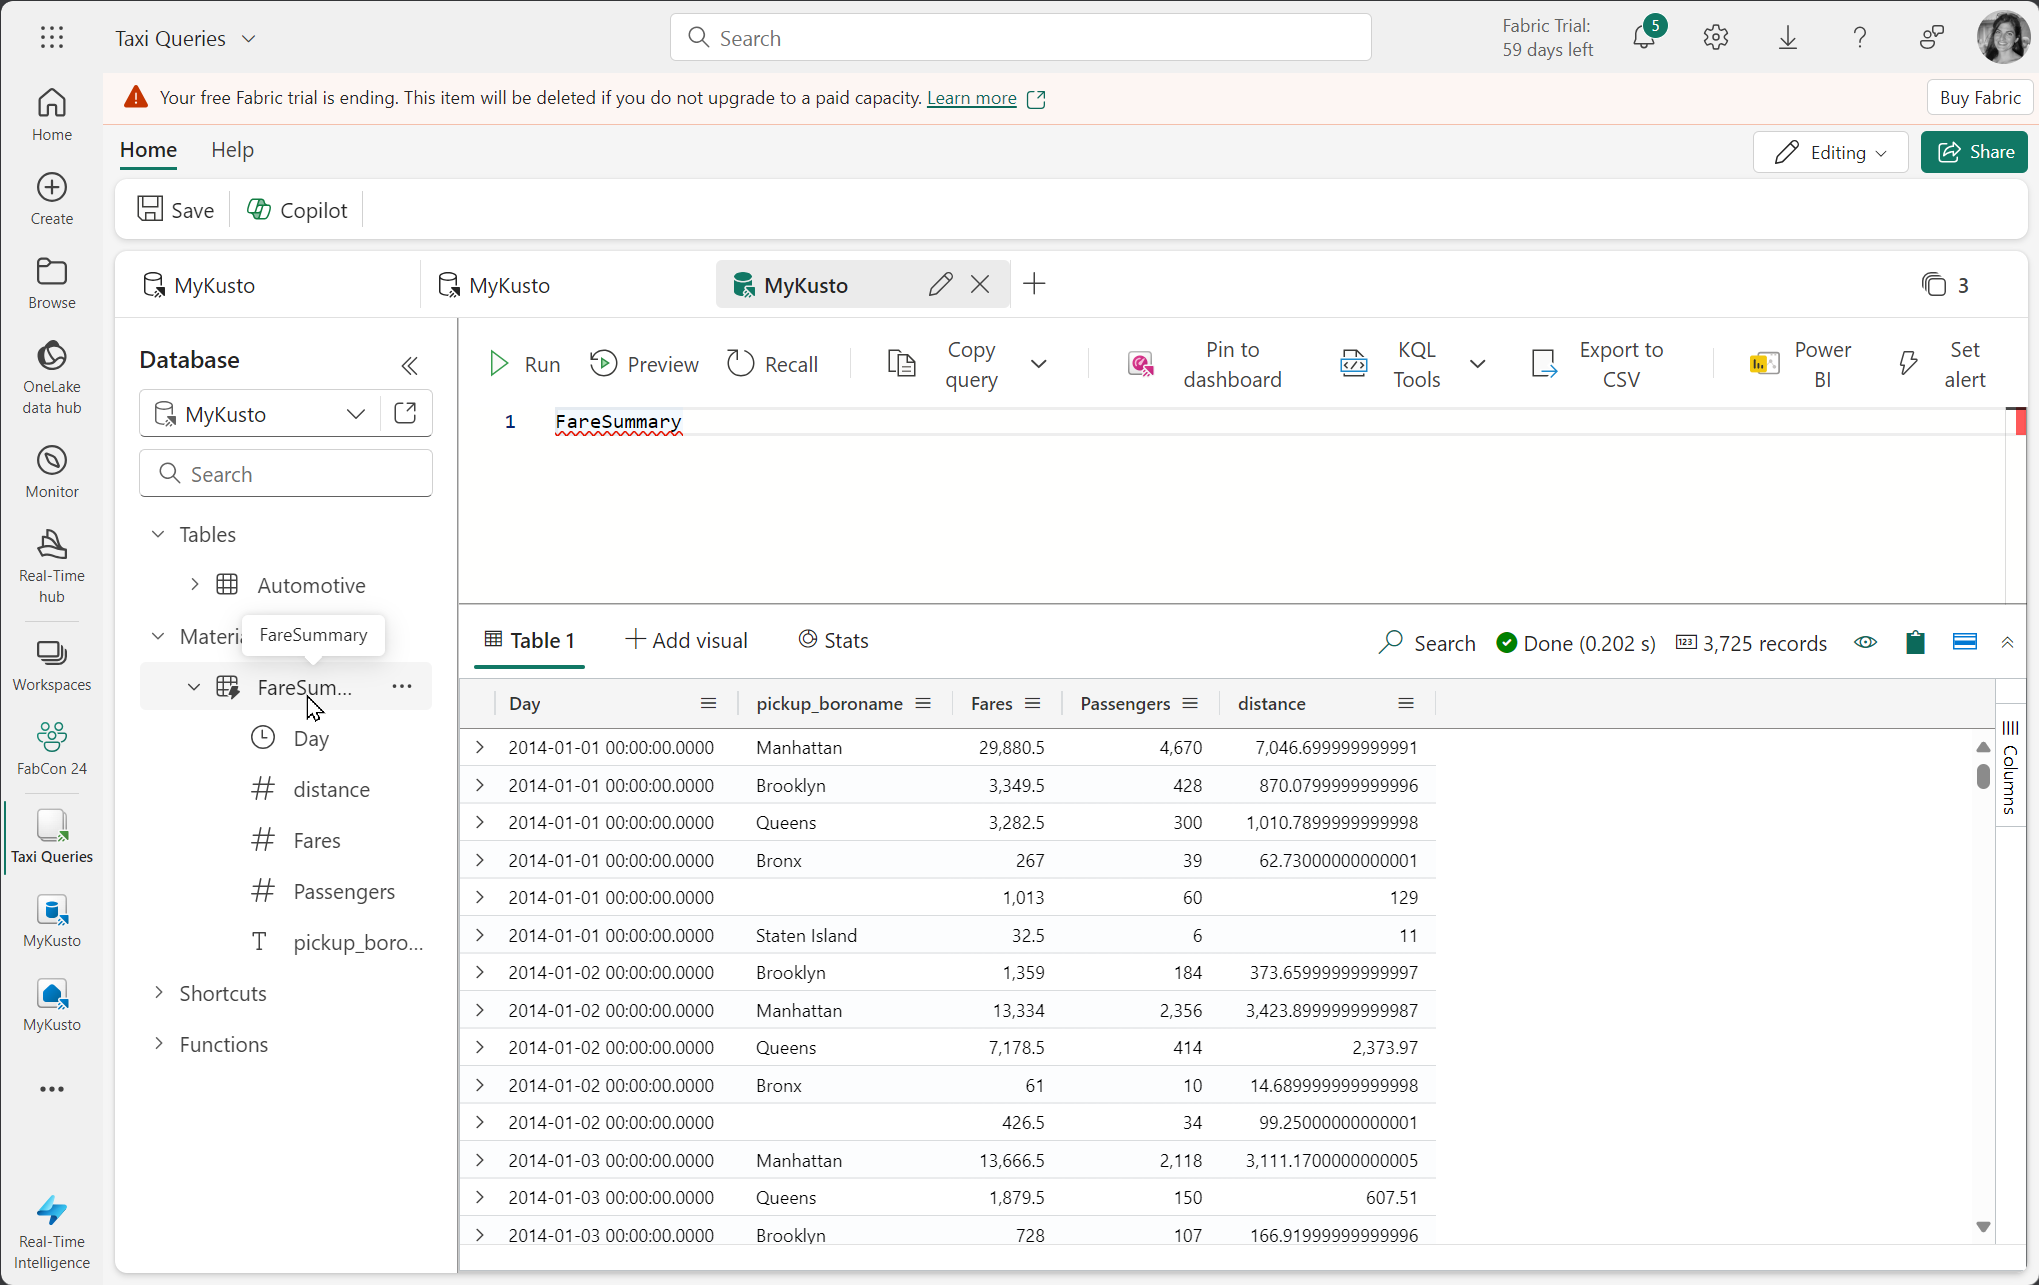 Taxi Queries
Search
Fabric Trial:
59 days left
5
Your free Fabric trial is ending. This item will be deleted if you do not upgrade to a paid capacity. Learn more
Buy Fabric
Home
Create
Browse
OneLake
data hub
Monitor
Real-Time
hub
Workspaces
FabCon 24
Taxi Queries
MyKusto
MyKusto
Real-Time
Intelligence
Home Help
Editing
Share
Save
Copilot
MyKusto
MyKusto
MyKusto
3
Database
MyKusto
Search
Tables
Automotive
Materi
FareSummary
FareSum...
Day
distance
Fares
Passengers
pickup_boro...
Shortcuts
Functions
Run
Preview
Recall
Copy
query
Pin to
dashboard
KQL
Tools
Export to
CSV
Power
BI
Set
alert
1 FareSummary
Table 1
Add visual
Stats
Search
Done (0.202 s)
123 3,725 records
Columns
Day pickup_boroname Fares Passengers distance
2014-01-01 00:00:00.0000 Manhattan 29,880.5 4,670 7,046.699999999991
2014-01-01 00:00:00.0000 Brooklyn 3,349.5 428 870.0799999999996
2014-01-01 00:00:00.0000 Queens 3,282.5 300 1,010.7899999999998
2014-01-01 00:00:00.0000 Bronx 267 39 62.73000000000001
2014-01-01 00:00:00.0000 1,013 60 129
2014-01-01 00:00:00.0000 Staten Island 32.5 6 11
2014-01-02 00:00:00.0000 Brooklyn 1,359 184 373.65999999999997
2014-01-02 00:00:00.0000 Manhattan 13,334 2,356 3,423.8999999999987
2014-01-02 00:00:00.0000 Queens 7,178.5 414 2,373.97
2014-01-02 00:00:00.0000 Bronx 61 10 14.689999999999998
2014-01-02 00:00:00.0000 426.5 34 99.25000000000001
2014-01-03 00:00:00.0000 Manhattan 13,666.5 2,118 3,111.1700000000005
2014-01-03 00:00:00.0000 Queens 1,879.5 150 607.51
2014-01-03 00:00:00.0000 Brooklyn 728 107 166.91999999999996